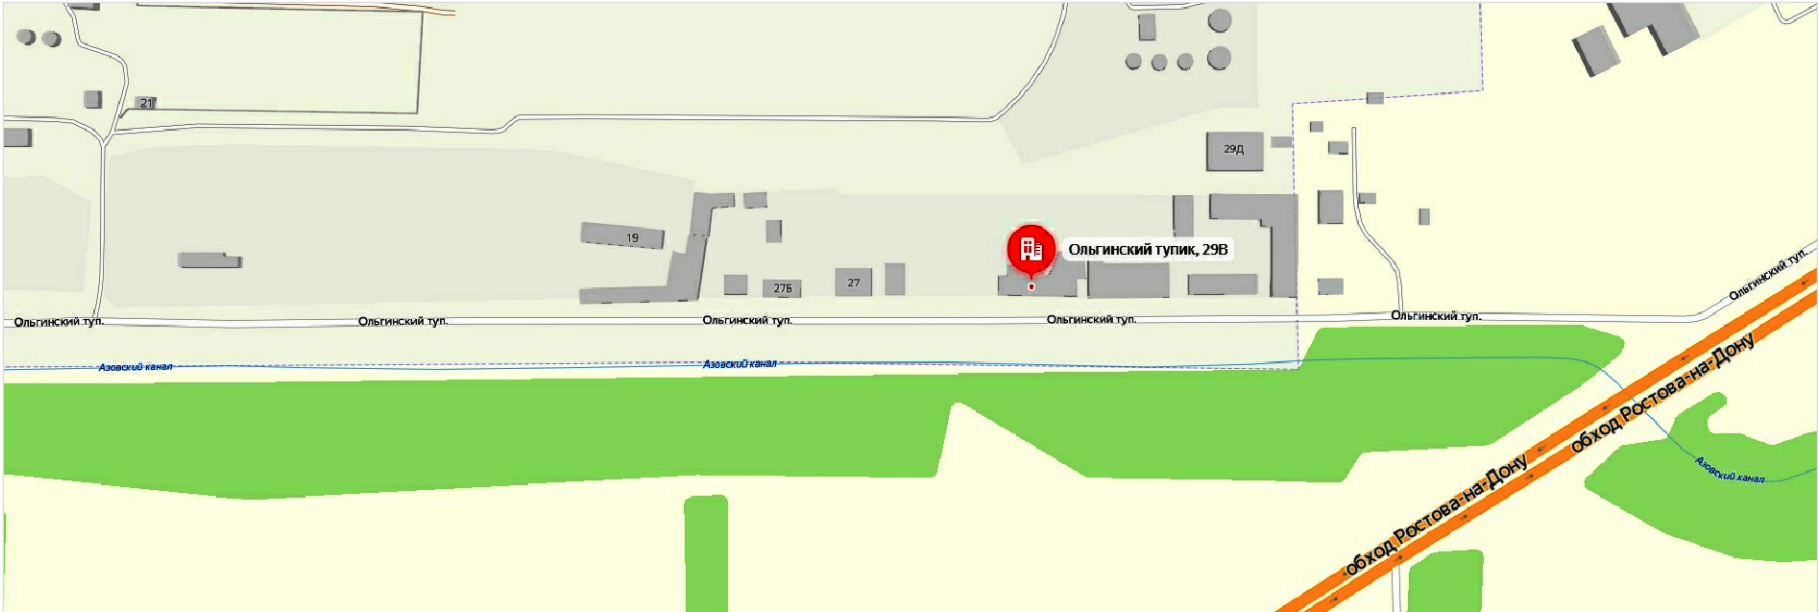 21
29Д
19
Ольгинский тупик, 29В
27Б
27
Ольгинский туп.
Ольгинский туп.
Ольгинский туп.
Ольгинский туп.
Ольгинский туп.
Ольгинский туп.
Азовский канал
Азовский канал
обход Ростова-на-Дону
обход Ростова-на-Дону
Азовский канал